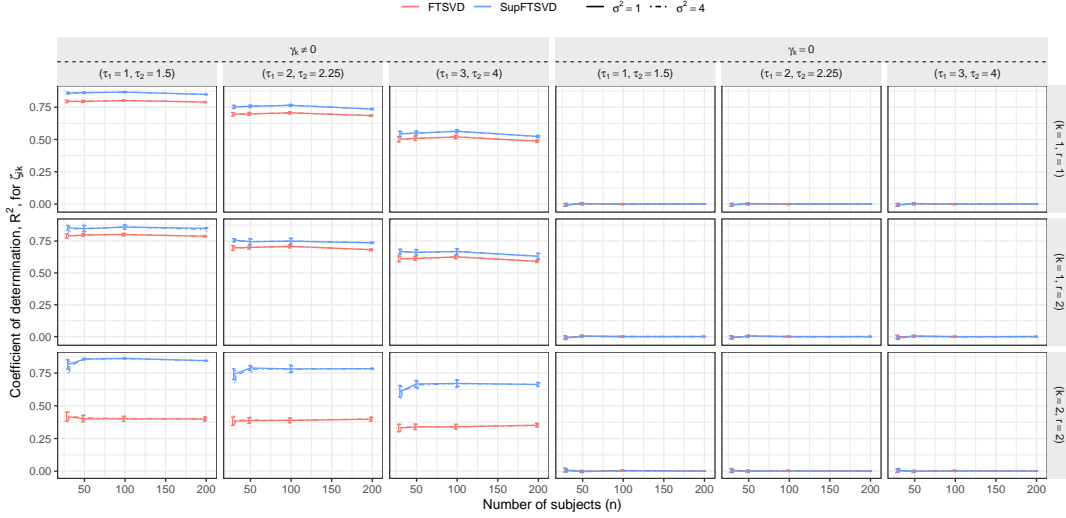 FTSVD SupFTSVD σ² = 1 σ² = 4
γₖ ≠ 0 γₖ = 0
(τ₁ = 1, τ₂ = 1.5) (τ₁ = 2, τ₂ = 2.25) (τ₁ = 3, τ₂ = 4) (τ₁ = 1, τ₂ = 1.5) (τ₁ = 2, τ₂ = 2.25) (τ₁ = 3, τ₂ = 4)
Coefficient of determination, R², for ζᵢₖ
0.75
0.50
0.25
0.00
(k = 1, r = 1)
0.75
0.50
0.25
0.00
(k = 1, r = 2)
0.75
0.50
0.25
0.00
(k = 2, r = 2)
50 100 150 200 50 100 150 200 50 100 150 200 50 100 150 200 50 100 150 200 50 100 150 200
Number of subjects (n)